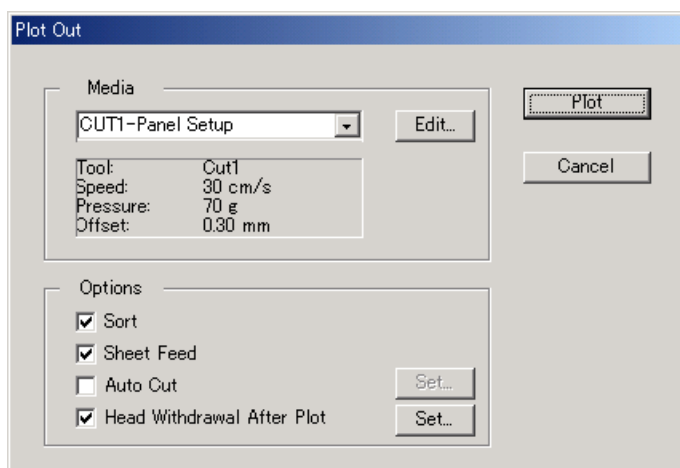 Plot Out
Media
CUT1-Panel Setup
Edit...
Plot
Cancel
Tool: Cut1
Speed: 30 cm/s
Pressure: 70 g
Offset: 0.30 mm
Options
Sort
Sheet Feed
Auto Cut
Set...
Head Withdrawal After Plot
Set...